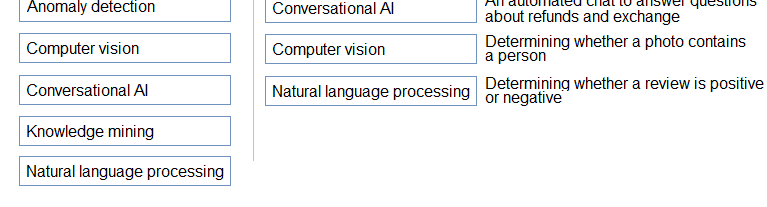 Anomaly detection
Computer vision
Conversational AI
Knowledge mining
Natural language processing
Conversational AI
An automated chat to answer questions
about refunds and exchange
Computer vision
Determining whether a photo contains
a person
Natural language processing
Determining whether a review is positive
or negative